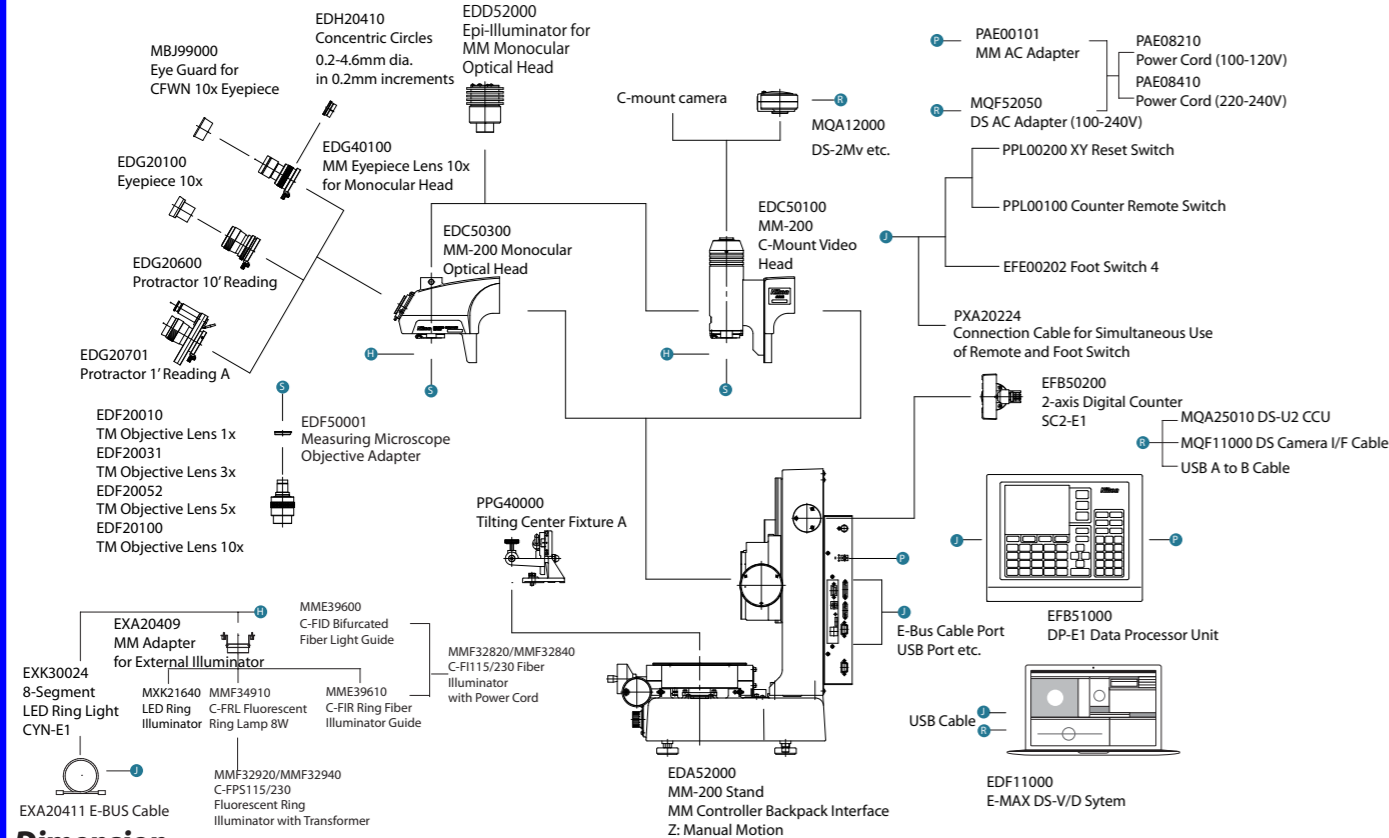 EDH20410
Concentric Circles
0.2-4.6mm dia.
in 0.2mm increments
EDD52000
Epi-Illuminator for
MM Monocular
Optical Head
MBJ99000
Eye Guard for
CFWN 10x Eyepiece
EDG40100
MM Eyepiece Lens 10x
for Monocular Head
EDG20100
Eyepiece 10x
EDG20600
Protractor 10’ Reading
EDG20701
Protractor 1’ Reading A
C-mount camera
R
MQA12000
DS-2Mv etc.
P
PAE00101
MM AC Adapter
R
MQF52050
DS AC Adapter (100-240V)
PAE08210
Power Cord (100-120V)
PAE08410
Power Cord (220-240V)
PPL00200 XY Reset Switch
PPL00100 Counter Remote Switch
J
EFE00202 Foot Switch 4
PXA20224
Connection Cable for Simultaneous Use
of Remote and Foot Switch
EDC50300
MM-200 Monocular
Optical Head
H
S
EDC50100
MM-200
C-Mount Video
Head
Nikon
H
S
S
EDF20010
TM Objective Lens 1x
EDF20031
TM Objective Lens 3x
EDF20052
TM Objective Lens 5x
EDF20100
TM Objective Lens 10x
EDF50001
Measuring Microscope
Objective Adapter
EFB50200
2-axis Digital Counter
SC2-E1
R
MQA25010 DS-U2 CCU
MQF11000 DS Camera I/F Cable
USB A to B Cable
PPG40000
Tilting Center Fixture A
P
J
E-Bus Cable Port
USB Port etc.
Nikon
J
P
EFB51000
DP-E1 Data Processor Unit
USB Cable
J
R
EDF11000
E-MAX DS-V/D Sytem
H
EXA20409
MM Adapter
for External Illuminator
EXK30024
8-Segment
LED Ring Light
CYN-E1
J
EXA20411 E-BUS Cable
MXK21640
LED Ring
Illuminator
MMF34910
C-FRL Fluorescent
Ring Lamp 8W
MME39600
C-FID Bifurcated
Fiber Light Guide
MME39610
C-FIR Ring Fiber
Illuminator Guide
MMF32820/MMF32840
C-FI115/230 Fiber
Illuminator
with Power Cord
MMF32920/MMF32940
C-FPS115/230
Fluorescent Ring
Illuminator with Transformer
EDA52000
MM-200 Stand
MM Controller Backpack Interface
Z: Manual Motion
Dimension